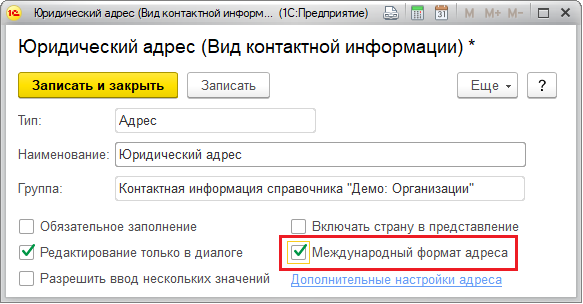 1С Юридический адрес (Вид контактной информ... (1С:Предприятие) 31 M M+ M-
Юридический адрес (Вид контактной информации) *
Записать и закрыть Записать Еще ?
Тип: Адрес
Наименование: Юридический адрес
Группа: Контактная информация справочника "Демо: Организации"
Обязательное заполнение Включать страну в представление
Редактирование только в диалоге Международный формат адреса
Разрешить ввод нескольких значений Дополнительные настройки адреса